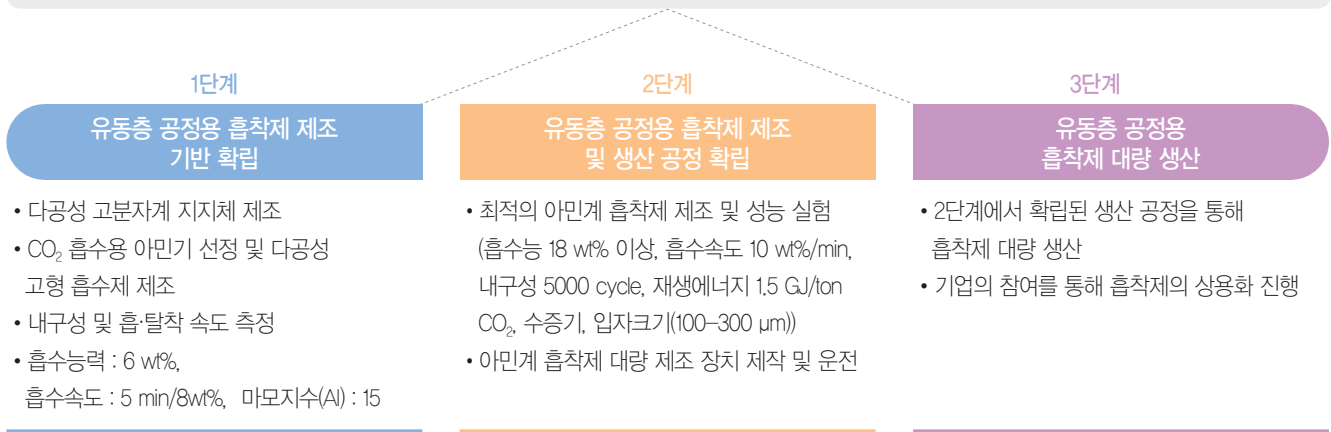 1단계
유동층 공정용 흡착제 제조
기반 확립
• 다공성 고분자계 지지체 제조
• CO₂ 흡수용 아민기 선정 및 다공성
고형 흡수제 제조
• 내구성 및 흡·탈착 속도 측정
• 흡수능력 : 6 wt%,
흡수속도 : 5 min/8wt%, 마모지수(AI) : 15
2단계
유동층 공정용 흡착제 제조
및 생산 공정 확립
• 최적의 아민계 흡착제 제조 및 성능 실험
(흡수능 18 wt% 이상, 흡수속도 10 wt%/min,
내구성 5000 cycle, 재생에너지 1.5 GJ/ton
CO₂, 수증기, 입자크기(100–300 μm))
• 아민계 흡착제 대량 제조 장치 제작 및 운전
3단계
유동층 공정용
흡착제 대량 생산
• 2단계에서 확립된 생산 공정을 통해
흡착제 대량 생산
• 기업의 참여를 통해 흡착제의 상용화 진행